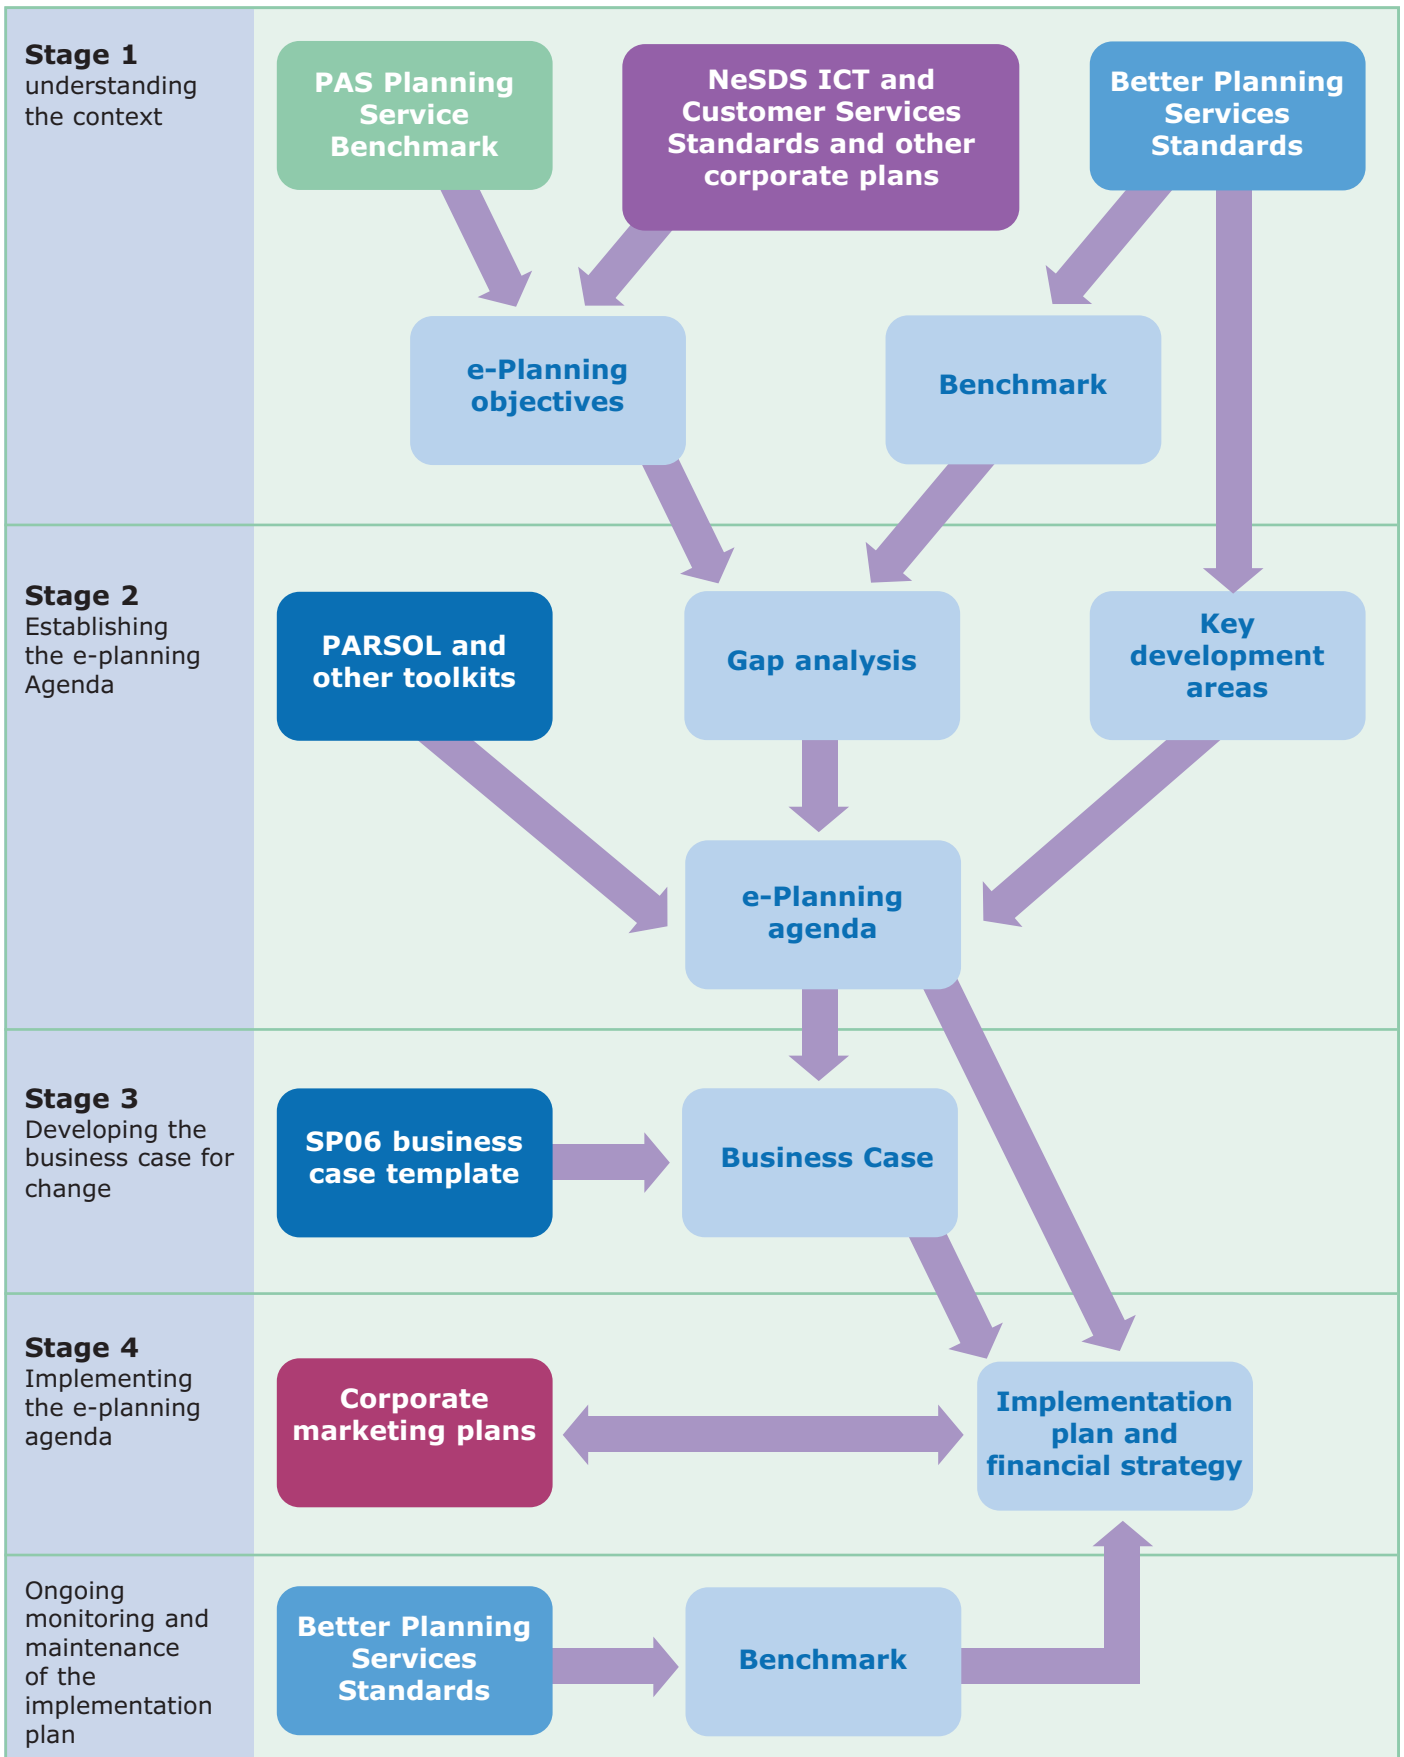 Stage 1
understanding
the context
PAS Planning
Service
Benchmark
NeSDS ICT and
Customer Services
Standards and other
corporate plans
Better Planning
Services
Standards
e-Planning
objectives
Benchmark
Stage 2
Establishing
the e-planning
Agenda
PARSOL and
other toolkits
Gap analysis
Key
development
areas
e-Planning
agenda
Stage 3
Developing the
business case for
change
SP06 business
case template
Business Case
Stage 4
Implementing
the e-planning
agenda
Corporate
marketing plans
Implementation
plan and
financial strategy
Ongoing
monitoring and
maintenance
of the
implementation
plan
Better Planning
Services
Standards
Benchmark